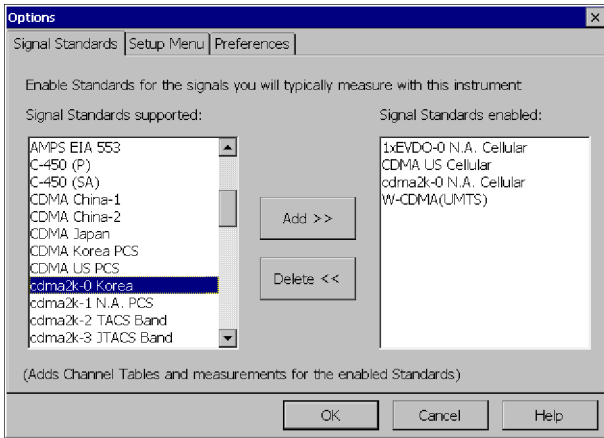 Options
Signal Standards Setup Menu Preferences
Enable Standards for the signals you will typically measure with this instrument
Signal Standards supported:
AMPS EIA 553
C-450 (P)
C-450 (SA)
CDMA China-1
CDMA China-2
CDMA Japan
CDMA Korea PCS
CDMA US PCS
cdma2k-0 Korea
cdma2k-1 N.A. PCS
cdma2k-2 TACS Band
cdma2k-3 JTACS Band
Add >>
Delete <<
Signal Standards enabled:
1xEVDO-0 N.A. Cellular
CDMA US Cellular
cdma2k-0 N.A. Cellular
W-CDMA(UMTS)
(Adds Channel Tables and measurements for the enabled Standards)
OK Cancel Help